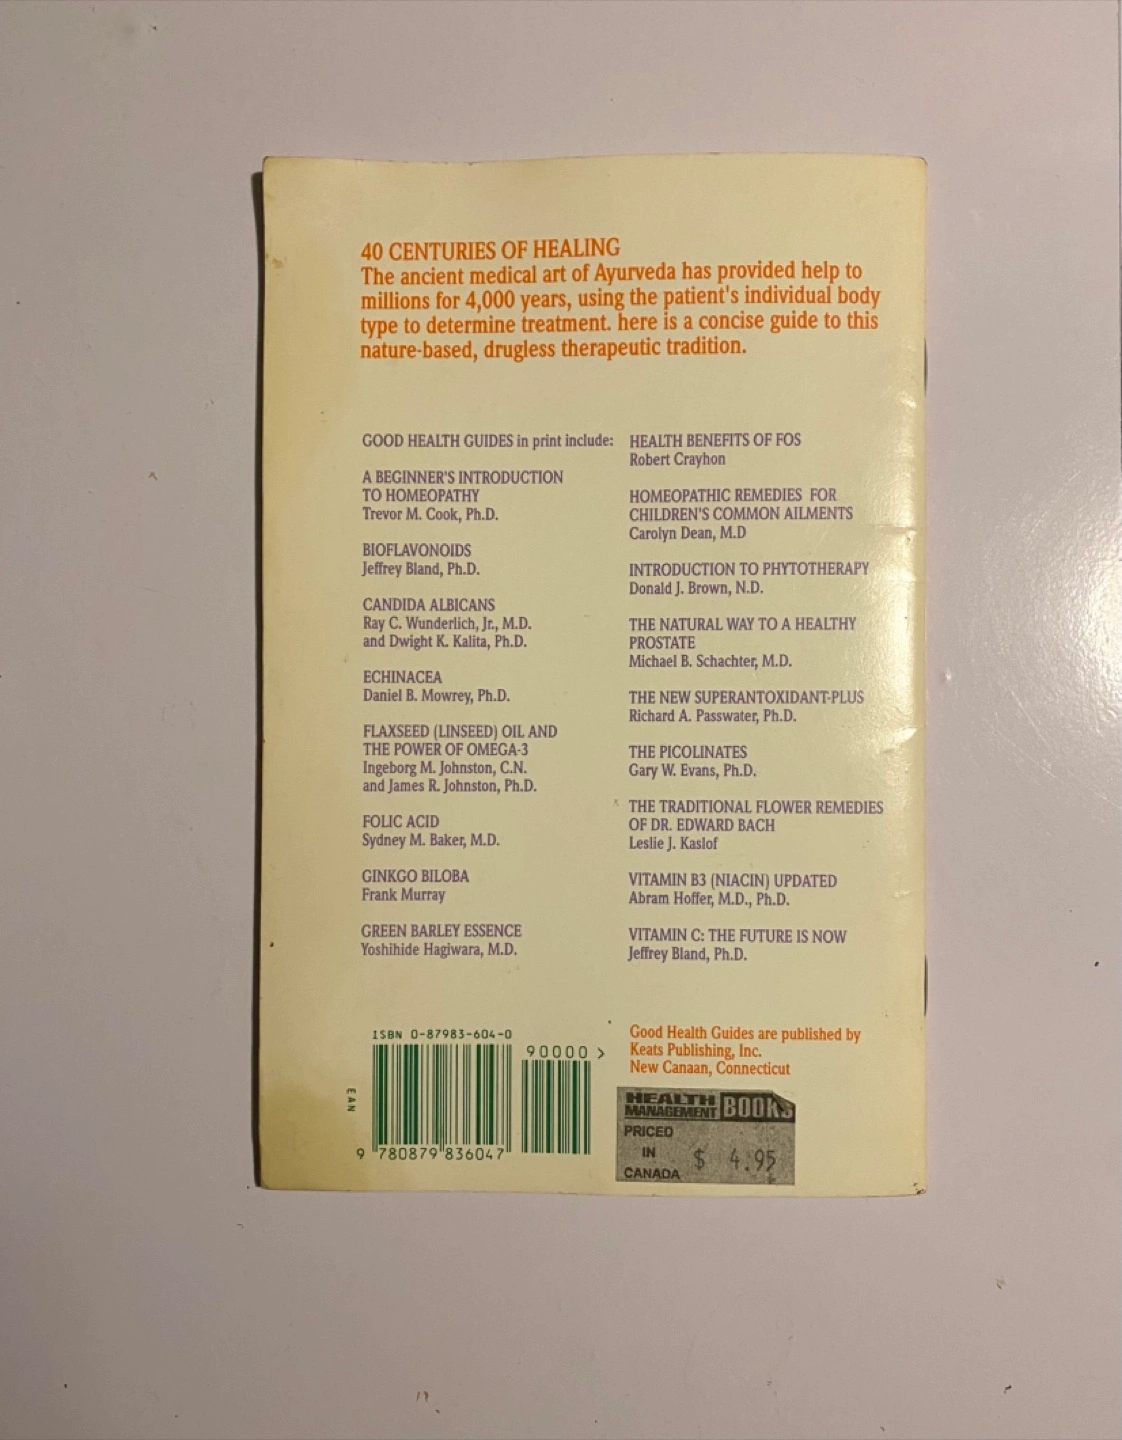 40 CENTURIES OF HEALING
The ancient medical art of Ayurveda has provided help to
millions for 4,000 years, using the patient's individual body
type to determine treatment. here is a concise guide to this
nature-based, drugless therapeutic tradition.
GOOD HEALTH GUIDES in print include:
A BEGINNER'S INTRODUCTION
TO HOMEOPATHY
Trevor M. Cook, Ph.D.
BIOFLAVONOIDS
Jeffrey Bland, Ph.D.
CANDIDA ALBICANS
Ray C. Wunderlich, Jr., M.D.
and Dwight K. Kalita, Ph.D.
ECHINACEA
Daniel B. Mowrey, Ph.D.
FLAXSEED (LINSEED) OIL AND
THE POWER OF OMEGA-3
Ingeborg M. Johnston, C.N.
and James R. Johnston, Ph.D.
FOLIC ACID
Sydney M. Baker, M.D.
GINKGO BILOBA
Frank Murray
GREEN BARLEY ESSENCE
Yoshihide Hagiwara, M.D.
HEALTH BENEFITS OF FOS
Robert Crayhon
HOMEOPATHIC REMEDIES FOR
CHILDREN'S COMMON AILMENTS
Carolyn Dean, M.D
INTRODUCTION TO PHYTOTHERAPY
Donald J. Brown, N.D.
THE NATURAL WAY TO A HEALTHY
PROSTATE
Michael B. Schachter, M.D.
THE NEW SUPERANTOXIDANT-PLUS
Richard A. Passwater, Ph.D.
THE PICOLINATES
Gary W. Evans, Ph.D.
THE TRADITIONAL FLOWER REMEDIES
OF DR. EDWARD BACH
Leslie J. Kaslof
VITAMIN B3 (NIACIN) UPDATED
Abram Hoffer, M.D., Ph.D.
VITAMIN C: THE FUTURE IS NOW
Jeffrey Bland, Ph.D.
ISBN 0-87983-604-0
90000 >
EAN
9 780879 836047
Good Health Guides are published by
Keats Publishing, Inc.
New Canaan, Connecticut
HEALTH
MANAGEMENT BOOKS
PRICED
IN
CANADA
$ 4.95